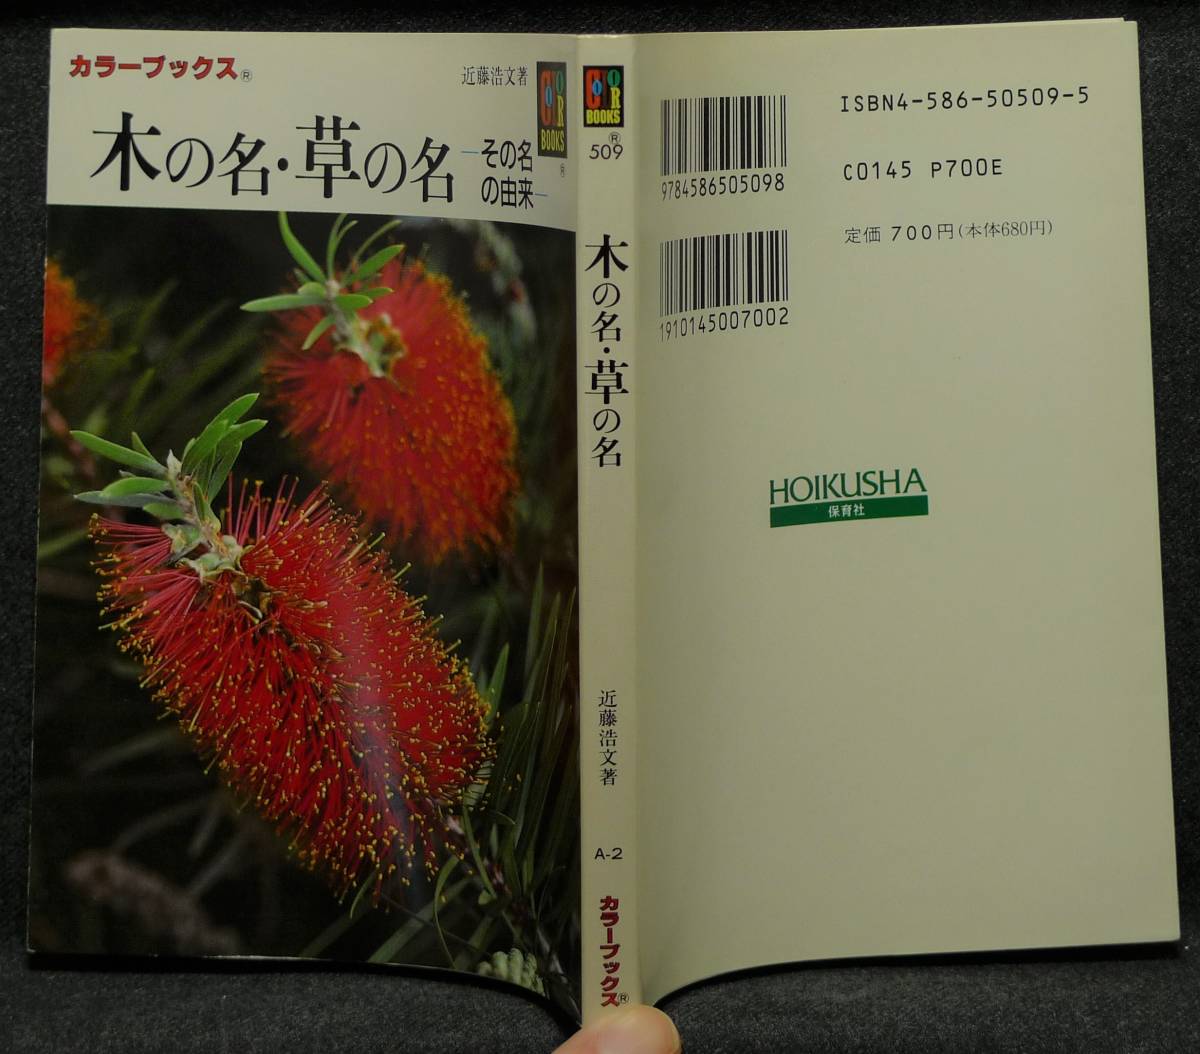 カラーブックス®
近藤浩文著
COLOR
BOOKS
®
木の名・草の名
―その名
の由来―
COLOR
BOOKS
®
509
木の名・草の名
近藤浩文著
A-2
カラーブックス®
9784586505098
1910145007002
ISBN4-586-50509-5
C0145 P700E
定価 700円(本体680円)
HOIKUSHA
保育社